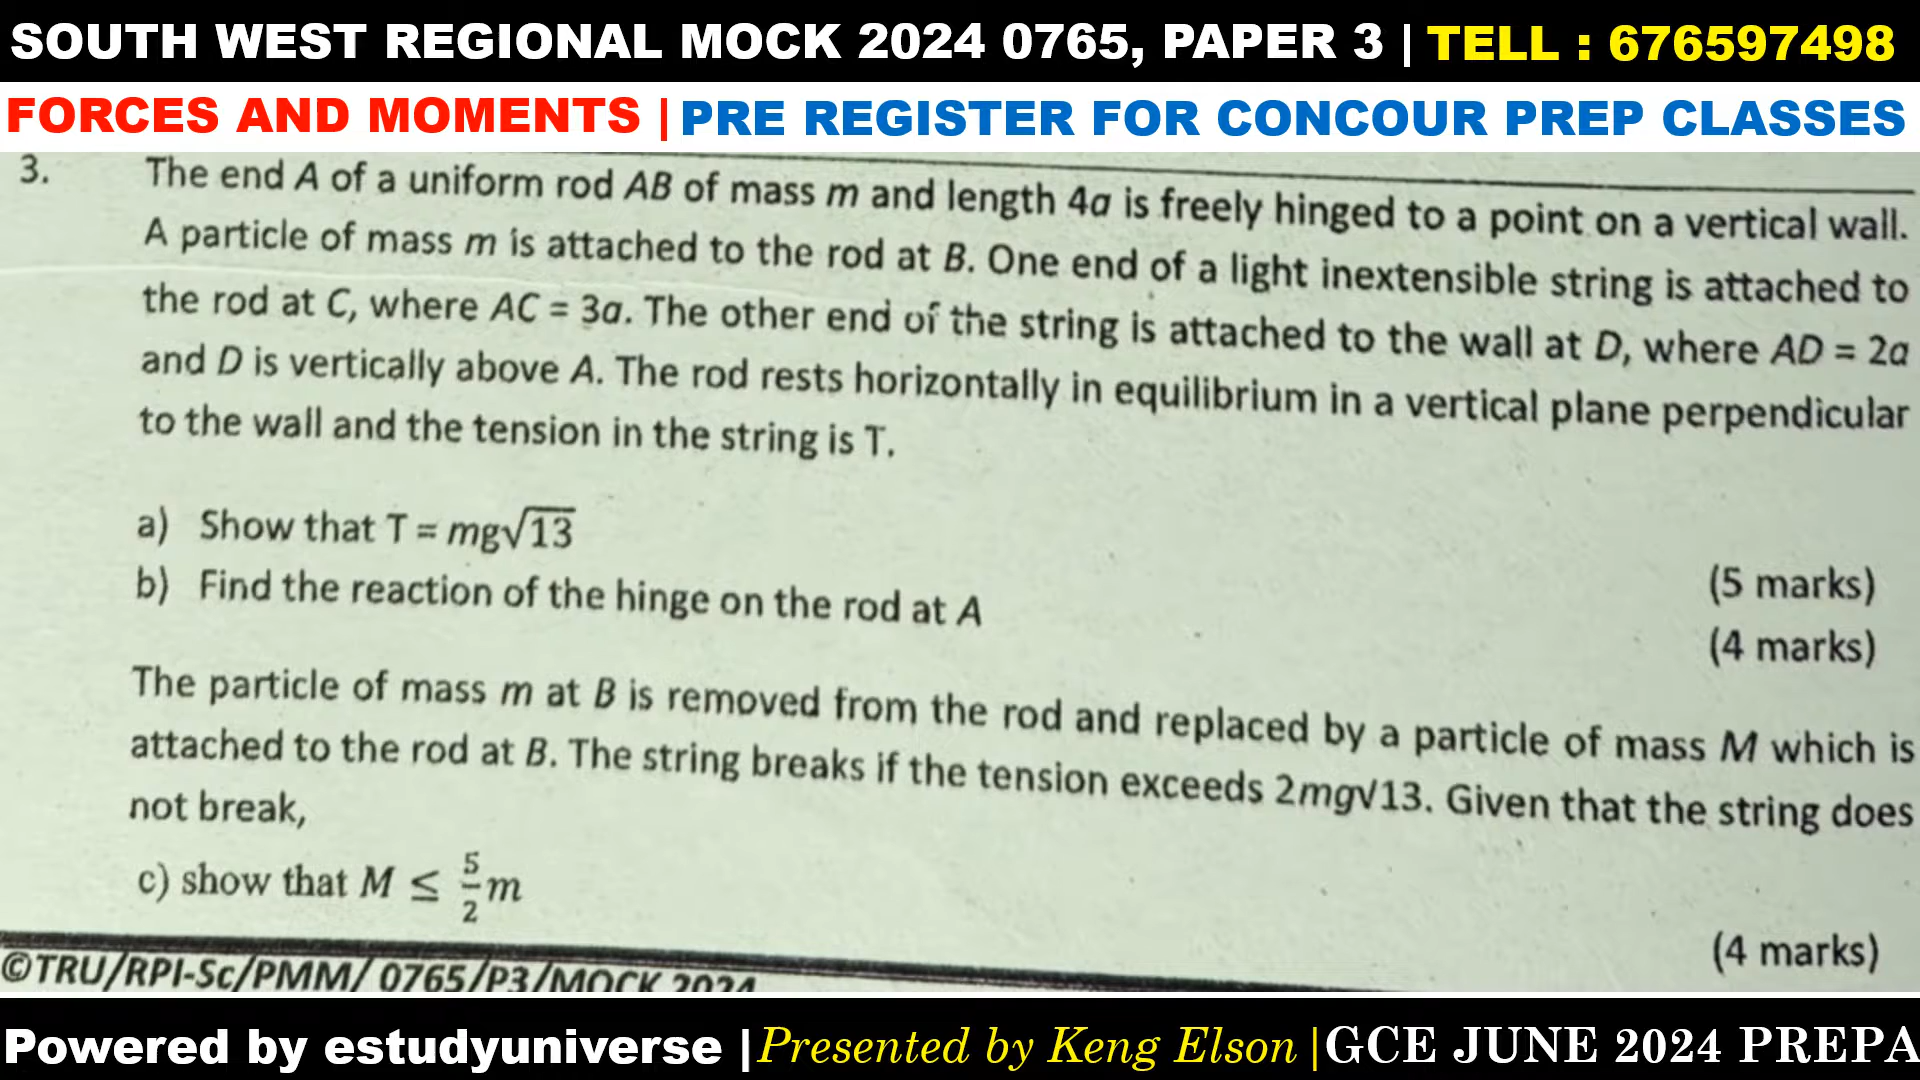 SOUTH WEST REGIONAL MOCK 2024 0765, PAPER 3 | TELL : 676597498
FORCES AND MOMENTS | PRE REGISTER FOR CONCOUR PREP CLASSES
3. The end A of a uniform rod AB of mass m and length 4a is freely hinged to a point on a vertical wall.
A particle of mass m is attached to the rod at B. One end of a light inextensible string is attached to
the rod at C, where AC = 3a. The other end of the string is attached to the wall at D, where AD = 2a
and D is vertically above A. The rod rests horizontally in equilibrium in a vertical plane perpendicular
to the wall and the tension in the string is T.
a) Show that T = mg√13
(5 marks)
b) Find the reaction of the hinge on the rod at A
(4 marks)
The particle of mass m at B is removed from the rod and replaced by a particle of mass M which is
attached to the rod at B. The string breaks if the tension exceeds 2mg√13. Given that the string does
not break,
c) show that M ≤ 5/2 m
(4 marks)
©TRU/RPI-Sc/PMM/ 0765/P3/MOCK 2024
Powered by estudyuniverse | Presented by Keng Elson | GCE JUNE 2024 PREPA